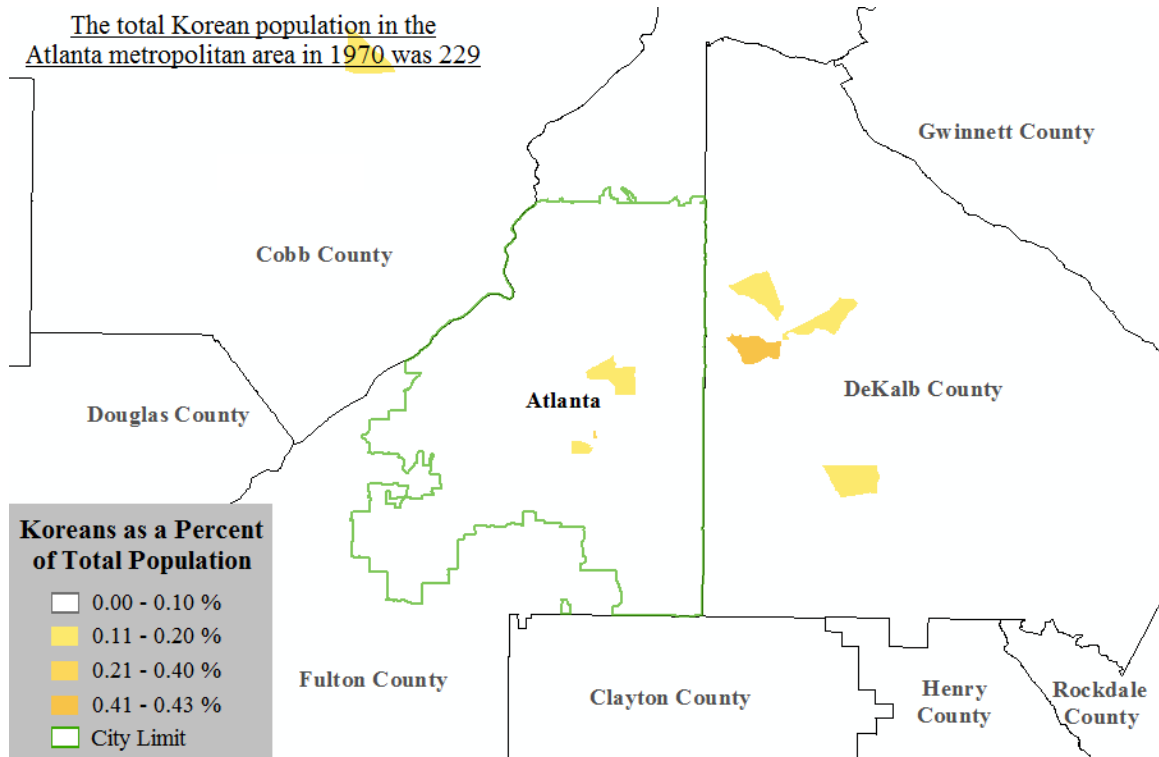 The total Korean population in the
Atlanta metropolitan area in 1970 was 229
Gwinnett County
Cobb County
Atlanta
DeKalb County
Douglas County
Koreans as a Percent
of Total Population
0.00 - 0.10 %
0.11 - 0.20 %
0.21 - 0.40 %
0.41 - 0.43 %
City Limit
Fulton County
Clayton County
Henry
County
Rockdale
County